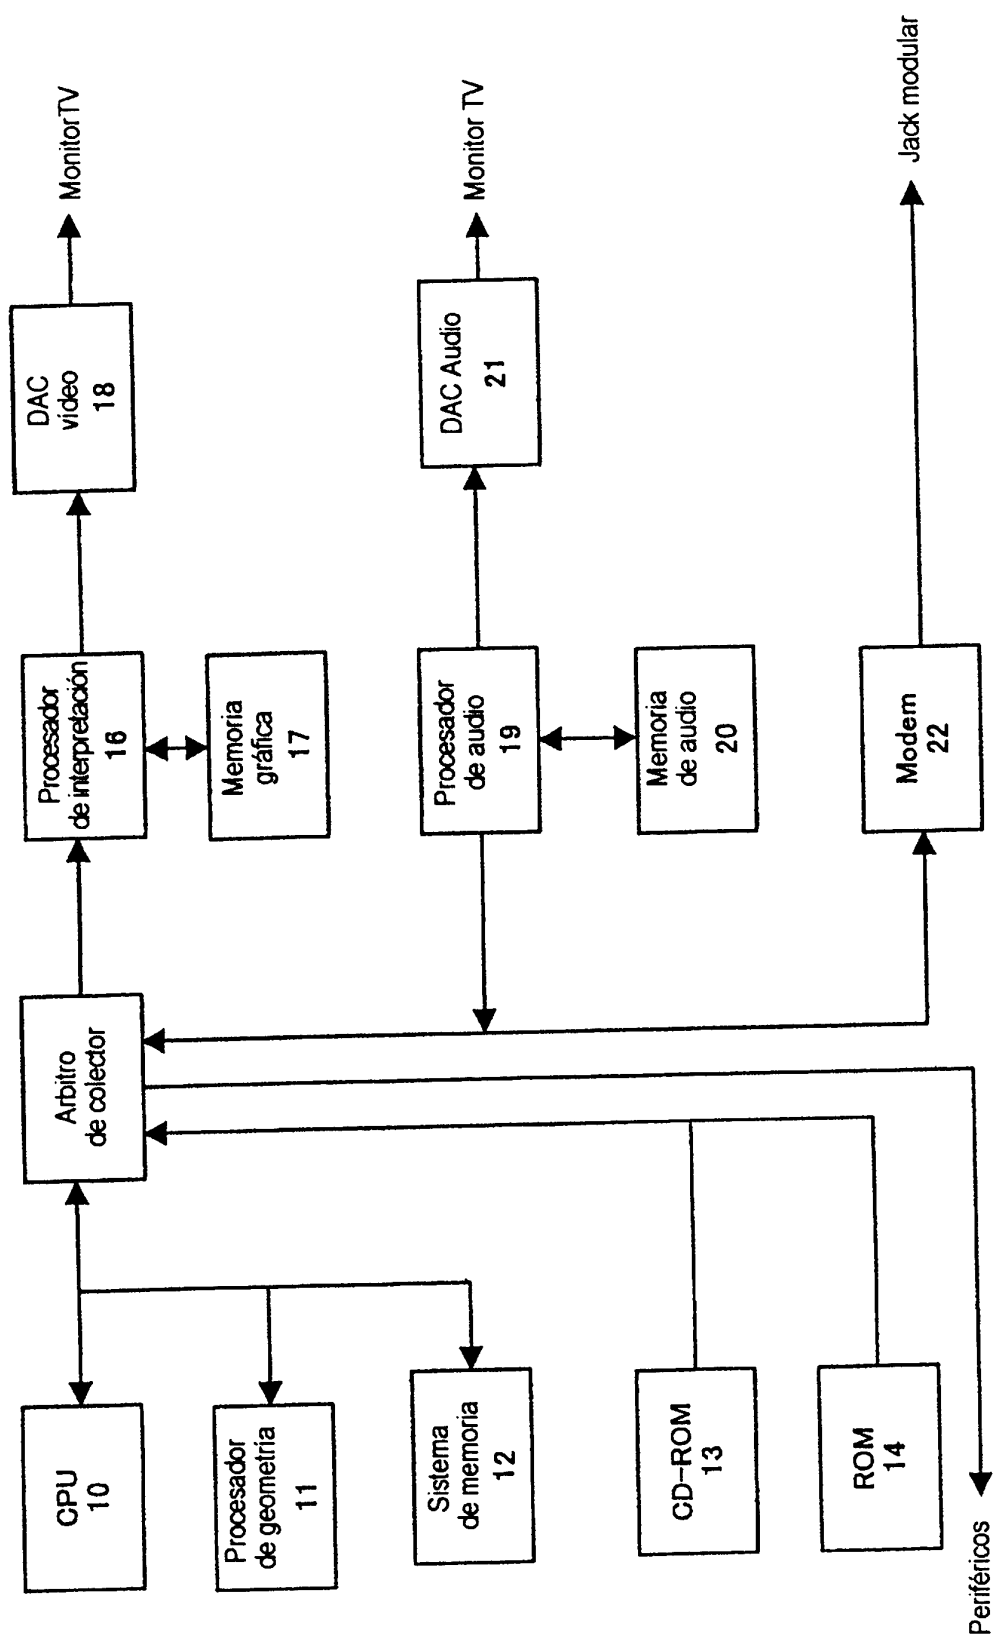 CPU
10
Procesador
de geometría
11
Sistema
de memoria
12
CD-ROM
13
ROM
14
Periféricos
Arbitro
de colector
Procesador
de interpretación
16
Memoria
gráfica
17
Procesador
de audio
19
Memoria
de audio
20
Modem
22
DAC
vídeo
18
DAC Audio
21
Monitor TV
Monitor TV
Jack modular